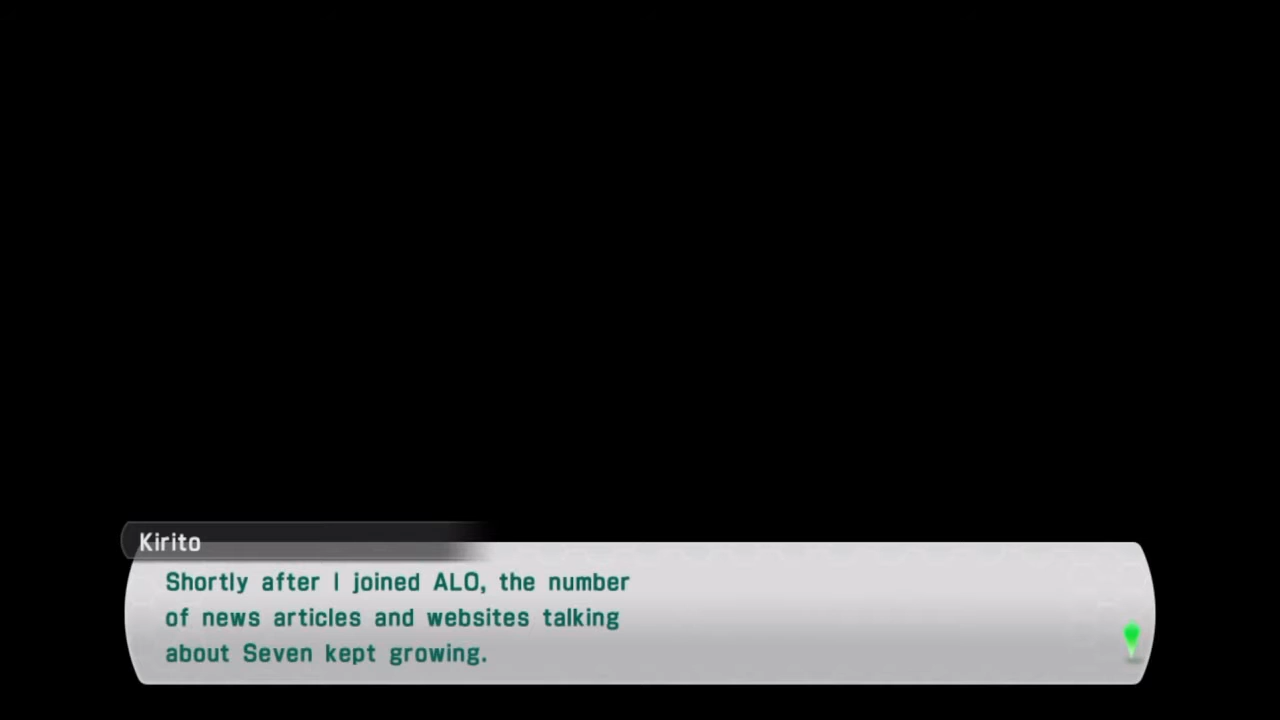 Kirito
Shortly after I joined ALO, the number
of news articles and websites talking
about Seven kept growing.